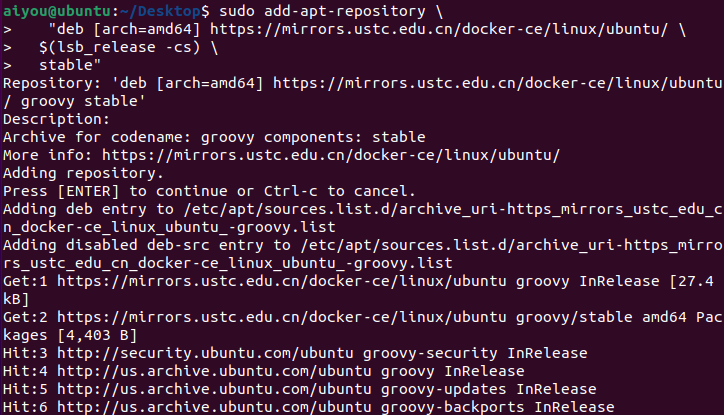 aiyou@ubuntu:~/Desktop$ sudo add-apt-repository \
>    "deb [arch=amd64] https://mirrors.ustc.edu.cn/docker-ce/linux/ubuntu/ \
>   $(lsb_release -cs) \
>   stable"
Repository: 'deb [arch=amd64] https://mirrors.ustc.edu.cn/docker-ce/linux/ubuntu
/ groovy stable'
Description:
Archive for codename: groovy components: stable
More info: https://mirrors.ustc.edu.cn/docker-ce/linux/ubuntu/
Adding repository.
Press [ENTER] to continue or Ctrl-c to cancel.
Adding deb entry to /etc/apt/sources.list.d/archive_uri-https_mirrors_ustc_edu_c
n_docker-ce_linux_ubuntu_-groovy.list
Adding disabled deb-src entry to /etc/apt/sources.list.d/archive_uri-https_mirro
rs_ustc_edu_cn_docker-ce_linux_ubuntu_-groovy.list
Get:1 https://mirrors.ustc.edu.cn/docker-ce/linux/ubuntu groovy InRelease [27.4
kB]
Get:2 https://mirrors.ustc.edu.cn/docker-ce/linux/ubuntu groovy/stable amd64 Pac
kages [4,403 B]
Hit:3 http://security.ubuntu.com/ubuntu groovy-security InRelease
Hit:4 http://us.archive.ubuntu.com/ubuntu groovy InRelease
Hit:5 http://us.archive.ubuntu.com/ubuntu groovy-updates InRelease
Hit:6 http://us.archive.ubuntu.com/ubuntu groovy-backports InRelease